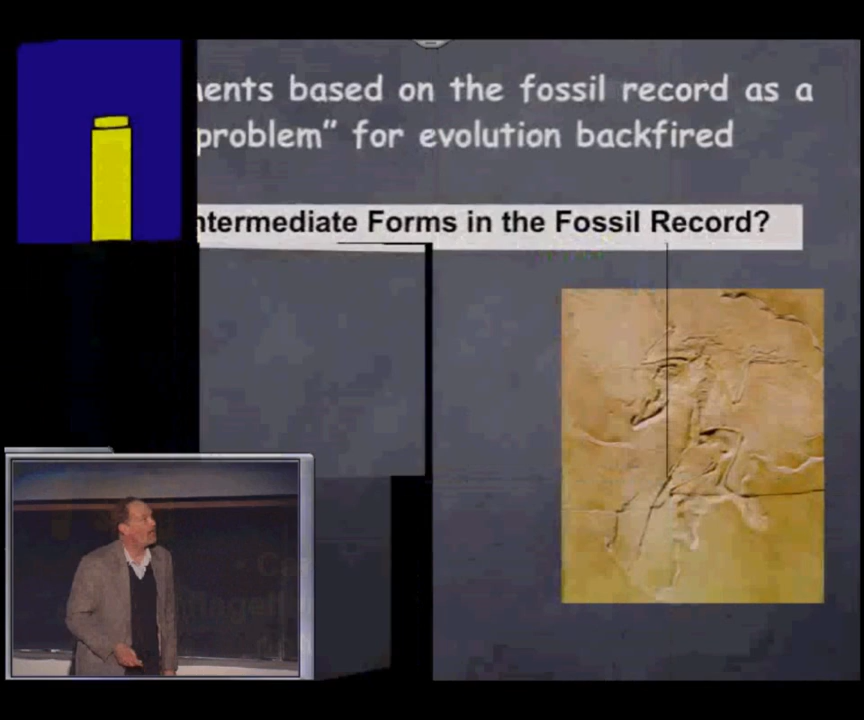 ents based on the fossil record as a
problem” for evolution backfired
ntermediate Forms in the Fossil Record?